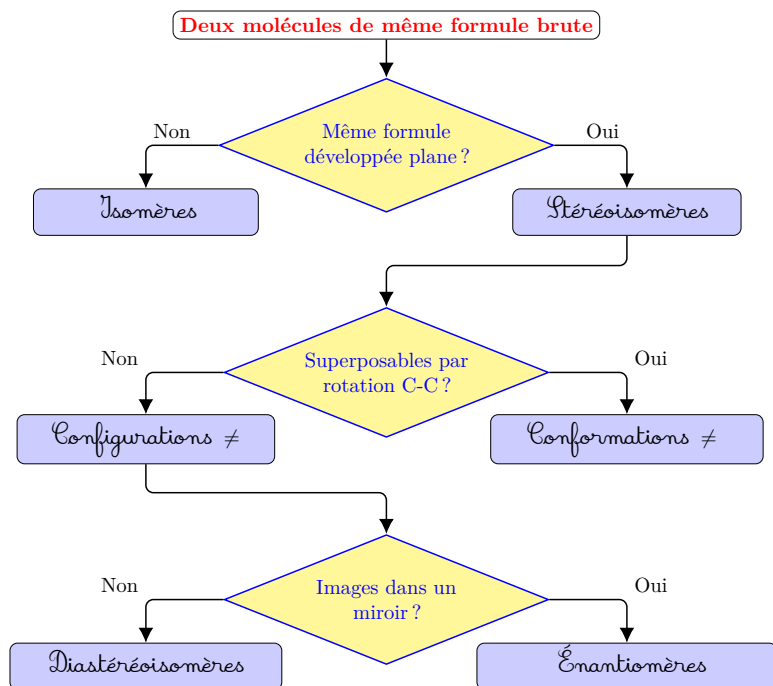 Deux molécules de même formule brute
Même formule
développée plane ?
Non
Oui
Isomères
Stéréoisomères
Superposables par
rotation C-C ?
Non
Oui
Configurations ≠
Conformations ≠
Images dans un
miroir ?
Non
Oui
Diastéréoisomères
Énantiomères